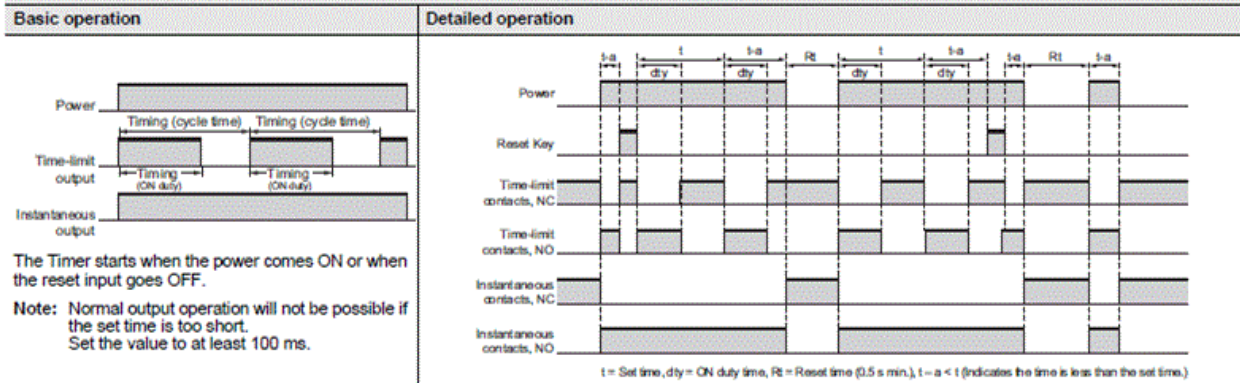 Basic operation
Detailed operation
Power
Timing (cycle time) Timing (cycle time)
Time-limit
output
Timing
(ON duty)
Timing
(ON duty)
Instantaneous
output
The Timer starts when the power comes ON or when
the reset input goes OFF.
Note: Normal output operation will not be possible if
the set time is too short.
Set the value to at least 100 ms.
t-a t t-a Rt t t-a t-a Rt t-a
dty dty dty dty
Power
Reset Key
Time-limit
contacts, NC
Time-limit
contacts, NO
Instantaneous
contacts, NC
Instantaneous
contacts, NO
t = Set time, dty = ON duty time, Rt = Reset time (0.5 s min.), t – a < t (Indicates the time is less than the set time.)